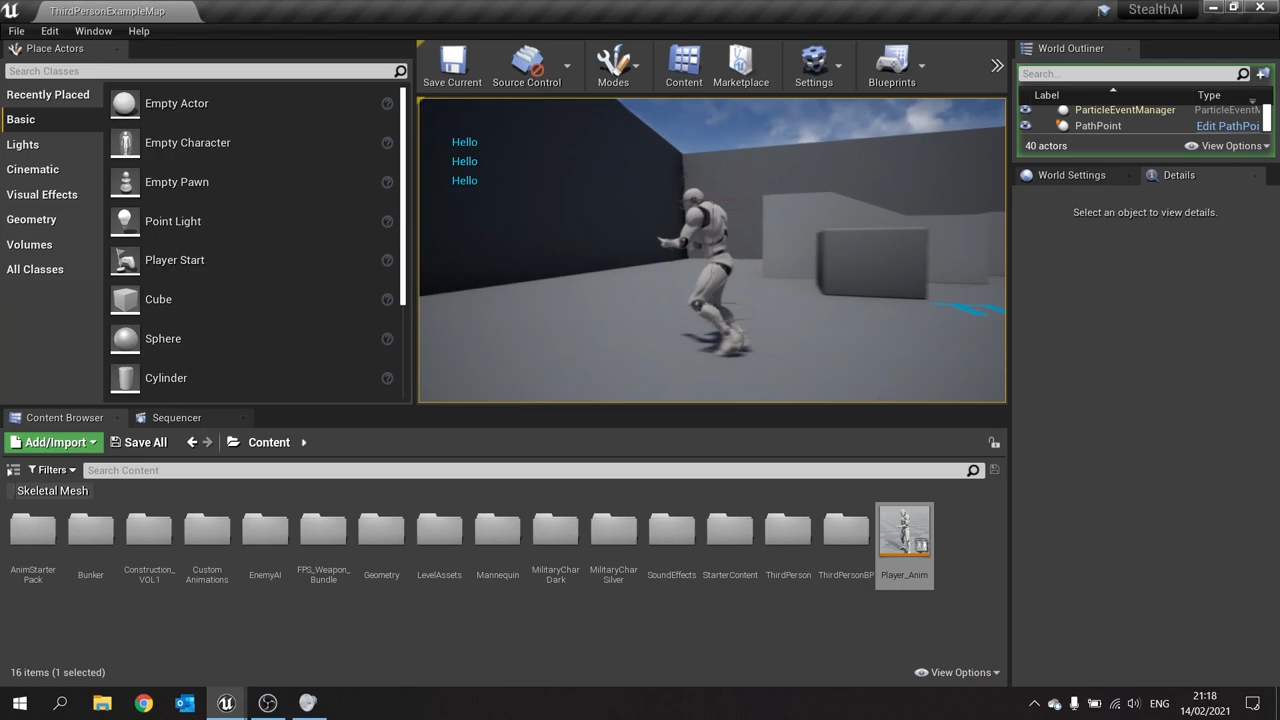 ThirdPersonExampleMap
StealthAI
File Edit Window Help
Place Actors
Search Classes
Recently Placed
Basic
Lights
Cinematic
Visual Effects
Geometry
Volumes
All Classes
Empty Actor
Empty Character
Empty Pawn
Point Light
Player Start
Cube
Sphere
Cylinder
Save Current
Source Control
Modes
Content
Marketplace
Settings
Blueprints
Hello
Hello
Hello
World Outliner
Search...
Label Type
ParticleEventManager ParticleEventM
PathPoint Edit PathPoi
40 actors View Options
World Settings Details
Select an object to view details.
Content Browser Sequencer
Add/Import Save All Content
Filters Search Content
Skeletal Mesh
AnimStarter
Pack
Bunker
Construction_
VOL1
Custom
Animations
EnemyAI
FPS_Weapon_
Bundle
Geometry
LevelAssets
Mannequin
MilitaryChar
Dark
MilitaryChar
Silver
SoundEffects
StarterContent
ThirdPerson
ThirdPersonBP
Player_Anim
16 items (1 selected) View Options
ENG
21:18
14/02/2021